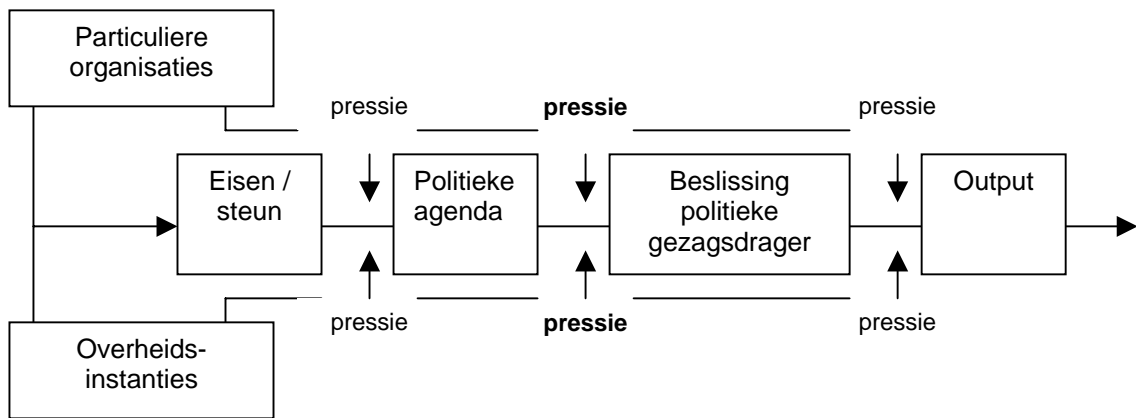 Particuliere
organisaties
pressie
pressie
pressie
Eisen /
steun
Politieke
agenda
Beslissing
politieke
gezagsdrager
Output
pressie
pressie
pressie
Overheids-
instanties